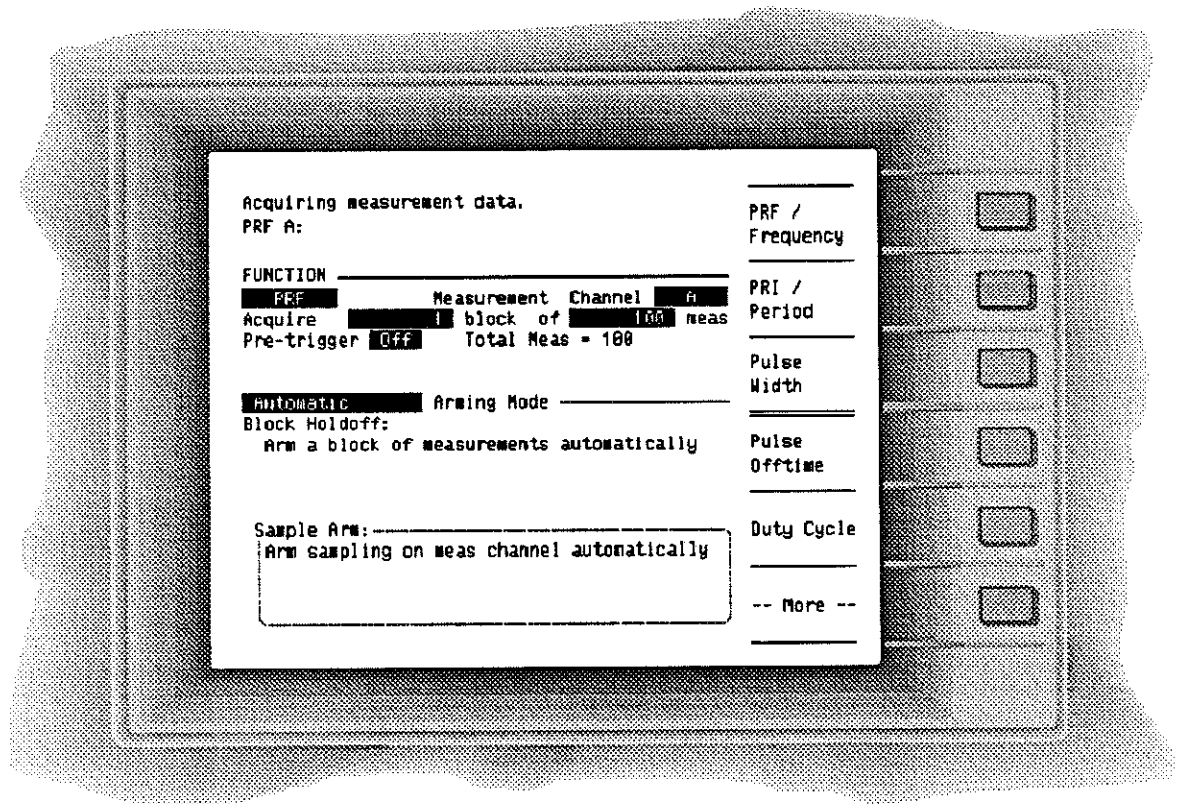 Acquiring measurement data.
PRF A:
FUNCTION
PRF Measurement Channel A
Acquire 1 block of 100 meas
Pre-trigger Off Total Meas = 100
Automatic Arming Mode
Block Holdoff:
Arm a block of measurements automatically
Sample Arm:
Arm sampling on meas channel automatically
PRF /
Frequency
PRI /
Period
Pulse
Width
Pulse
Offtime
Duty Cycle
-- More --